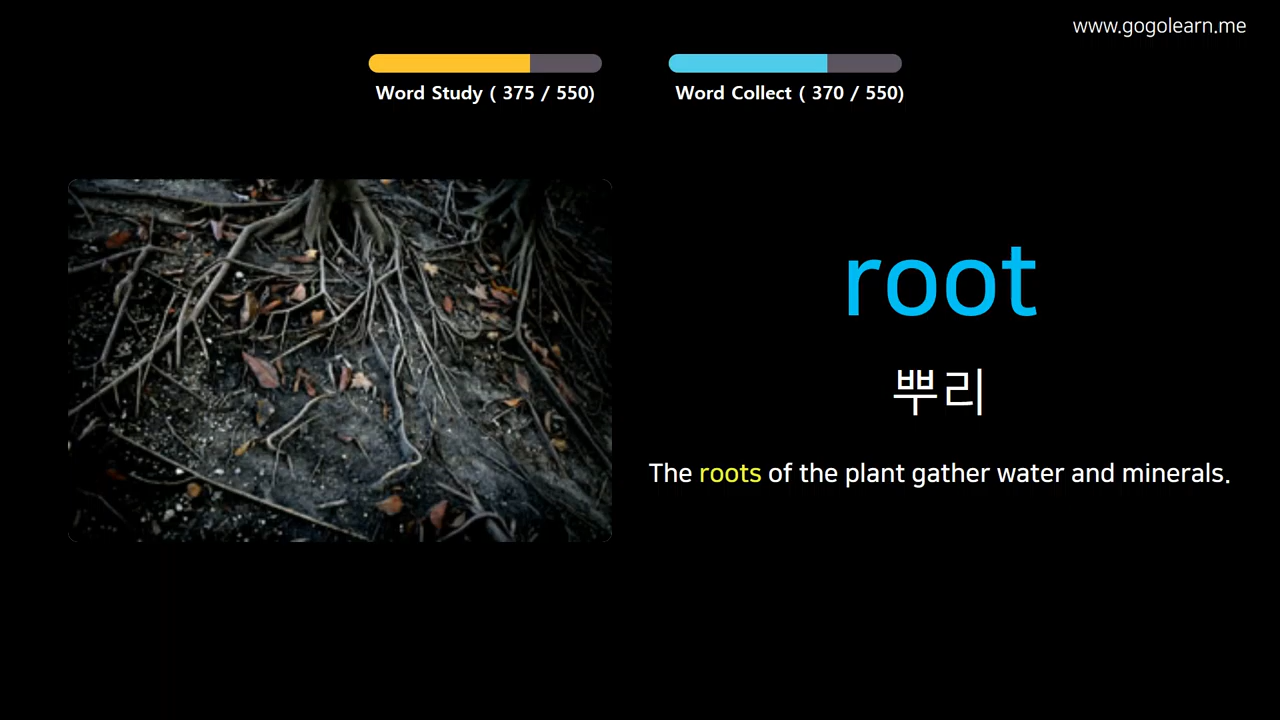 www.gogolearn.me
Word Study ( 375 / 550)
Word Collect ( 370 / 550)
root
뿌리
The roots of the plant gather water and minerals.